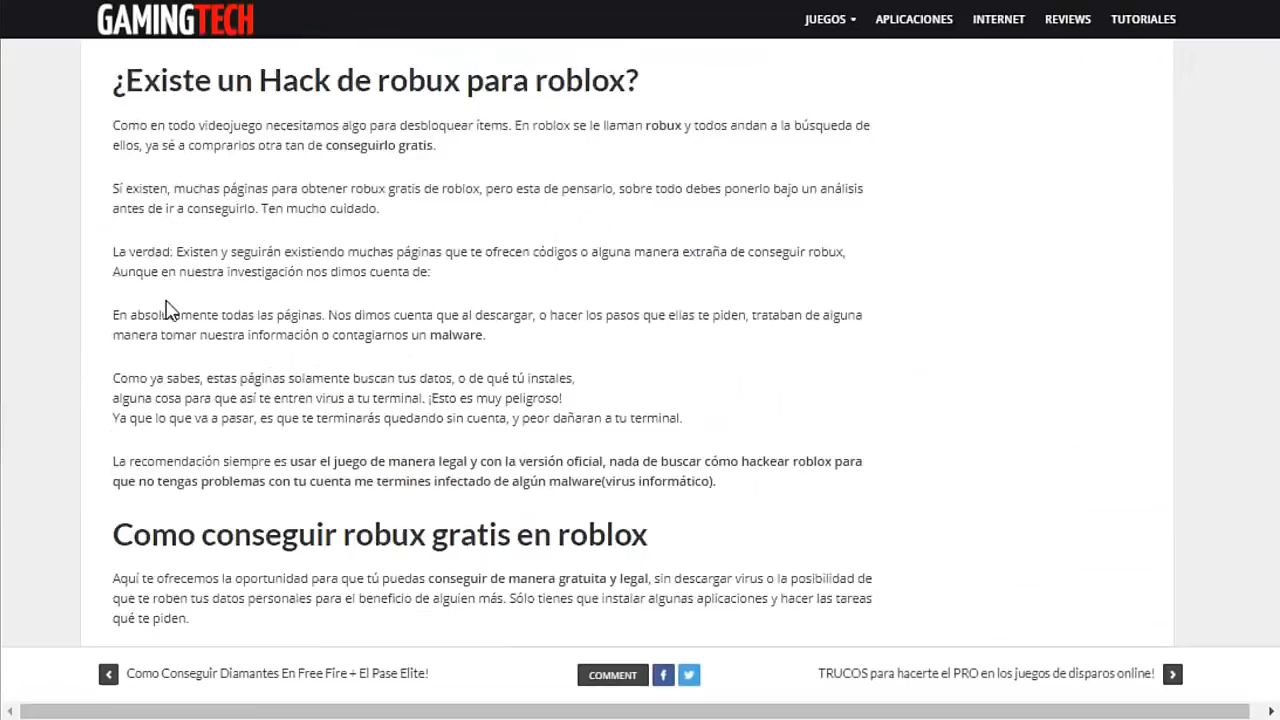 GAMINGTECH
JUEGOS APLICACIONES INTERNET REVIEWS TUTORIALES
¿Existe un Hack de robux para roblox?
Como en todo videojuego necesitamos algo para desbloquear ítems. En roblox se le llaman robux y todos andan a la búsqueda de
ellos, ya sé a comprarlos otra tan de conseguirlo gratis.
Sí existen, muchas páginas para obtener robux gratis de roblox, pero esta de pensarlo, sobre todo debes ponerlo bajo un análisis
antes de ir a conseguirlo. Ten mucho cuidado.
La verdad: Existen y seguirán existiendo muchas páginas que te ofrecen códigos o alguna manera extraña de conseguir robux,
Aunque en nuestra investigación nos dimos cuenta de:
En absolutamente todas las páginas. Nos dimos cuenta que al descargar, o hacer los pasos que ellas te piden, trataban de alguna
manera tomar nuestra información o contagiarnos un malware.
Como ya sabes, estas páginas solamente buscan tus datos, o de qué tú instales,
alguna cosa para que así te entren virus a tu terminal. ¡Esto es muy peligroso!
Ya que lo que va a pasar, es que te terminarás quedando sin cuenta, y peor dañaran a tu terminal.
La recomendación siempre es usar el juego de manera legal y con la versión oficial, nada de buscar cómo hackear roblox para
que no tengas problemas con tu cuenta me termines infectado de algún malware(virus informático).
Como conseguir robux gratis en roblox
Aquí te ofrecemos la oportunidad para que tú puedas conseguir de manera gratuita y legal, sin descargar virus o la posibilidad de
que te roben tus datos personales para el beneficio de alguien más. Sólo tienes que instalar algunas aplicaciones y hacer las tareas
qué te piden.
Como Conseguir Diamantes En Free Fire + El Pase Elite! COMMENT TRUCOS para hacerte el PRO en los juegos de disparos online!